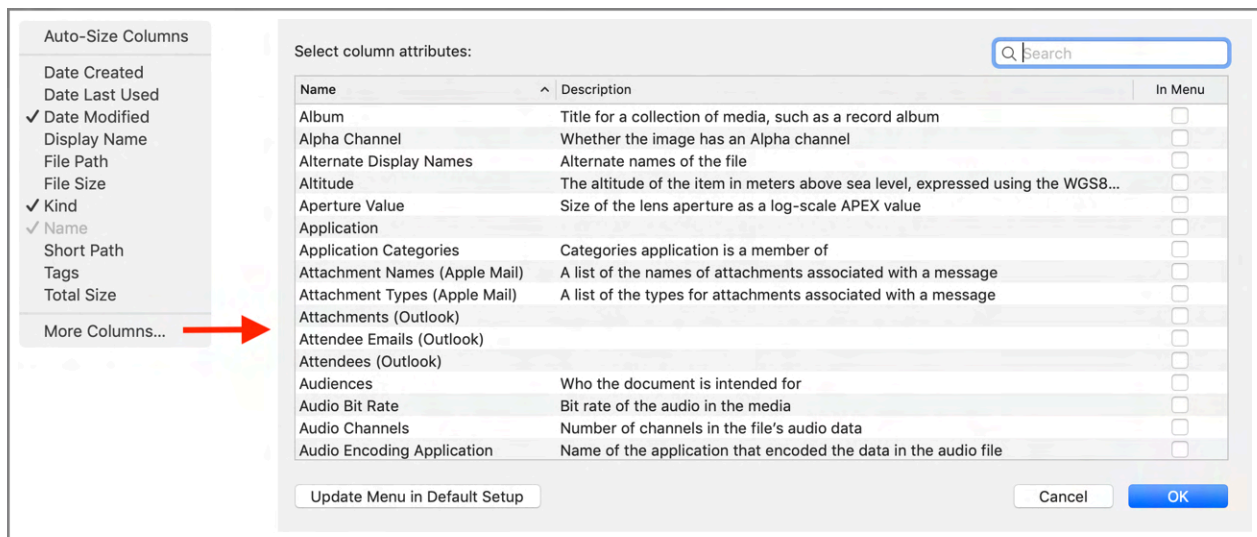 Auto-Size Columns
Date Created
Date Last Used
✓ Date Modified
Display Name
File Path
File Size
✓ Kind
✓ Name
Short Path
Tags
Total Size
More Columns...
Select column attributes:
Search
Name Description In Menu
Album Title for a collection of media, such as a record album
Alpha Channel Whether the image has an Alpha channel
Alternate Display Names Alternate names of the file
Altitude The altitude of the item in meters above sea level, expressed using the WGS8...
Aperture Value Size of the lens aperture as a log-scale APEX value
Application
Application Categories Categories application is a member of
Attachment Names (Apple Mail) A list of the names of attachments associated with a message
Attachment Types (Apple Mail) A list of the types for attachments associated with a message
Attachments (Outlook)
Attendee Emails (Outlook)
Attendees (Outlook)
Audiences Who the document is intended for
Audio Bit Rate Bit rate of the audio in the media
Audio Channels Number of channels in the file's audio data
Audio Encoding Application Name of the application that encoded the data in the audio file
Update Menu in Default Setup Cancel OK